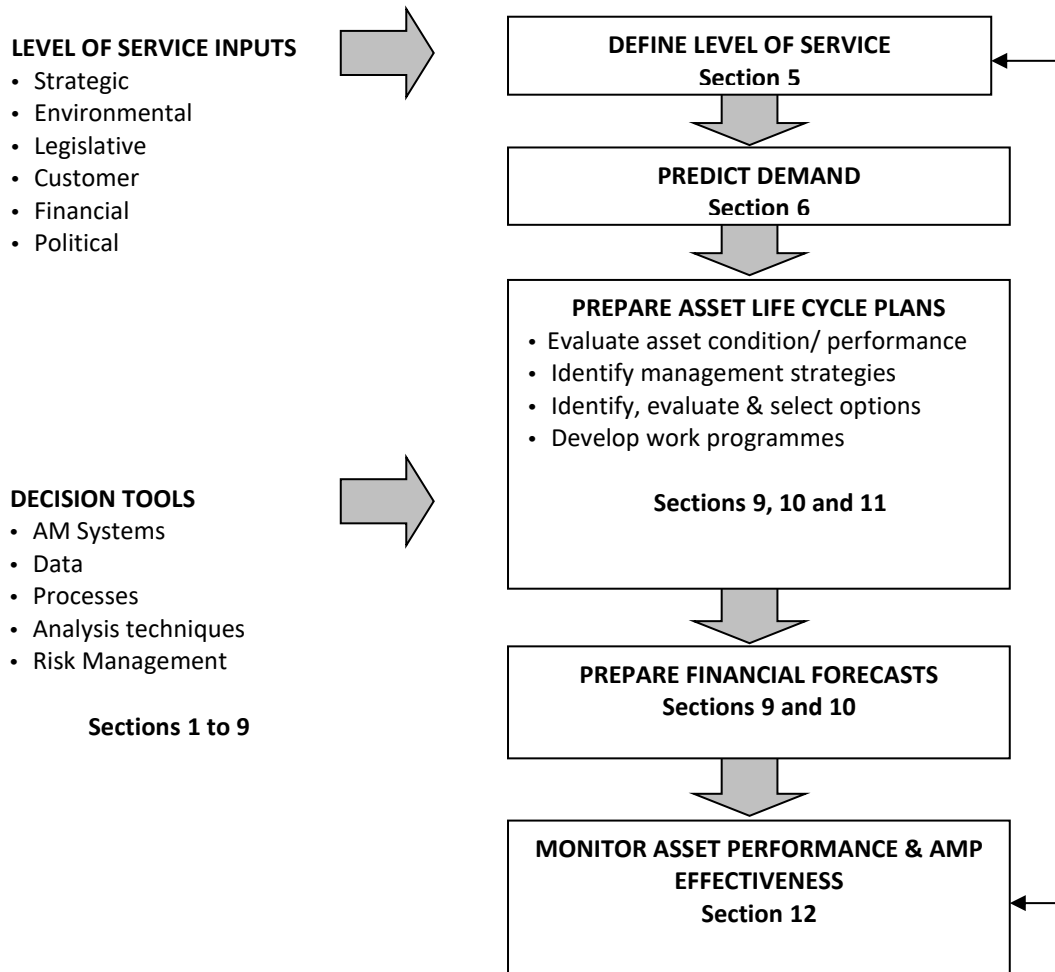 LEVEL OF SERVICE INPUTS
• Strategic
• Environmental
• Legislative
• Customer
• Financial
• Political
DECISION TOOLS
• AM Systems
• Data
• Processes
• Analysis techniques
• Risk Management
Sections 1 to 9
DEFINE LEVEL OF SERVICE
Section 5
PREDICT DEMAND
Section 6
PREPARE ASSET LIFE CYCLE PLANS
• Evaluate asset condition/ performance
• Identify management strategies
• Identify, evaluate & select options
• Develop work programmes
Sections 9, 10 and 11
PREPARE FINANCIAL FORECASTS
Sections 9 and 10
MONITOR ASSET PERFORMANCE & AMP
EFFECTIVENESS
Section 12